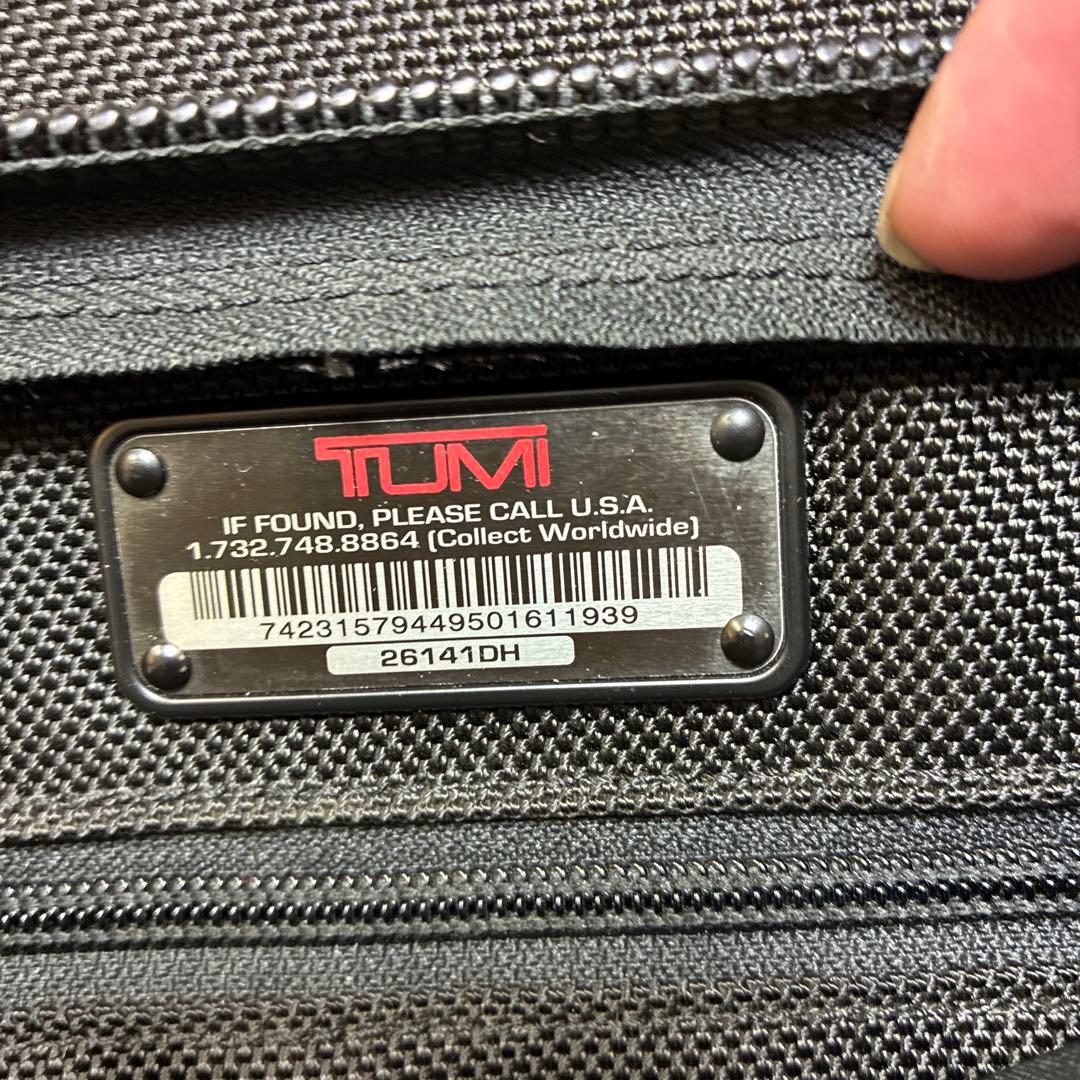 TUMI
IF FOUND, PLEASE CALL U.S.A.
1.732.748.8864 (Collect Worldwide)
74231579449501611939
26141DH